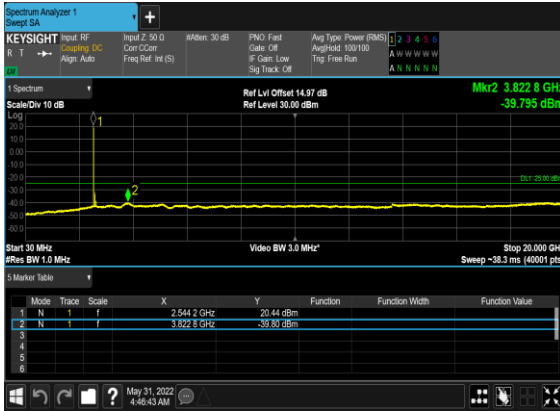 Spectrum Analyzer 1
Swept SA
+
KEYSIGHT Input: RF Input Z: 50 Ω #Atten: 30 dB PNO: Fast Avg Type: Power (RMS) 1 2 3 4 5 6
R T Coupling: DC Corr CCorr Gate: Off Avg|Hold: 100/100 A W W W W W
Align: Auto Freq Ref: Int (S) IF Gain: Low Trig: Free Run
Sig Track: Off A N N N N N
1 Spectrum Ref Lvl Offset 14.97 dB Mkr2 3.822 8 GHz
Scale/Div 10 dB Ref Level 30.00 dBm -39.795 dBm
Log
20.0
10.0
0.00
-10.0
-20.0
-30.0
-40.0
-50.0
-60.0
1
2
DL1 -25.00 dBm
Start 30 MHz Video BW 3.0 MHz* Stop 20.000 GHz
#Res BW 1.0 MHz Sweep ~38.3 ms (40001 pts)
5 Marker Table
Mode Trace Scale X Y Function Function Width Function Value
1 N 1 f 2.544 2 GHz 20.44 dBm
2 N 1 f 3.822 8 GHz -39.80 dBm
3
4
5
6
? May 31, 2022
4:46:43 AM